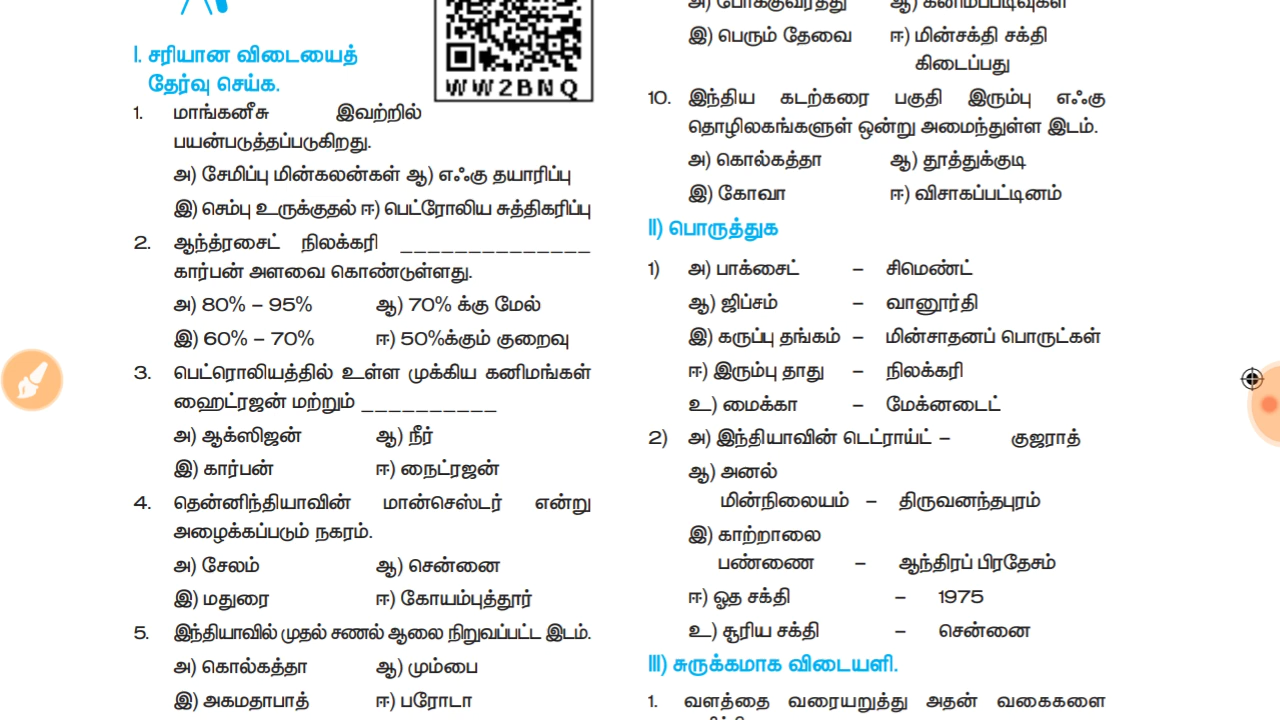 I. சரியான விடையைத்
தேர்வு செய்க.
WW2BNQ
1. மாங்கனீசு இவற்றில்
பயன்படுத்தப்படுகிறது.
அ) சேமிப்பு மின்கலன்கள் ஆ) எஃகு தயாரிப்பு
இ) செம்பு உருக்குதல் ஈ) பெட்ரோலிய சுத்திகரிப்பு
2. ஆந்த்ரசைட் நிலக்கரி ______________
கார்பன் அளவை கொண்டுள்ளது.
அ) 80% – 95% ஆ) 70% க்கு மேல்
இ) 60% – 70% ஈ) 50%க்கும் குறைவு
3. பெட்ரொலியத்தில் உள்ள முக்கிய கனிமங்கள்
ஹைட்ரஜன் மற்றும் __________
அ) ஆக்ஸிஜன் ஆ) நீர்
இ) கார்பன் ஈ) நைட்ரஜன்
4. தென்னிந்தியாவின் மான்செஸ்டர் என்று
அழைக்கப்படும் நகரம்.
அ) சேலம் ஆ) சென்னை
இ) மதுரை ஈ) கோயம்புத்தூர்
5. இந்தியாவில் முதல் சணல் ஆலை நிறுவப்பட்ட இடம்.
அ) கொல்கத்தா ஆ) மும்பை
இ) அகமதாபாத் ஈ) பரோடா
அ) போக்குவரத்து ஆ) கனிமப்படிவுகள்
இ) பெரும் தேவை ஈ) மின்சக்தி சக்தி
கிடைப்பது
10. இந்திய கடற்கரை பகுதி இரும்பு எஃகு
தொழிலகங்களுள் ஒன்று அமைந்துள்ள இடம்.
அ) கொல்கத்தா ஆ) தூத்துக்குடி
இ) கோவா ஈ) விசாகப்பட்டினம்
II) பொருத்துக
1) அ) பாக்சைட் – சிமெண்ட்
ஆ) ஜிப்சம் – வானூர்தி
இ) கருப்பு தங்கம் – மின்சாதனப் பொருட்கள்
ஈ) இரும்பு தாது – நிலக்கரி
உ) மைக்கா – மேக்னடைட்
2) அ) இந்தியாவின் டெட்ராய்ட் – குஜராத்
ஆ) அனல்
மின்நிலையம் – திருவனந்தபுரம்
இ) காற்றாலை
பண்ணை – ஆந்திரப் பிரதேசம்
ஈ) ஓத சக்தி – 1975
உ) சூரிய சக்தி – சென்னை
III) சுருக்கமாக விடையளி.
1. வளத்தை வரையறுத்து அதன் வகைகளை